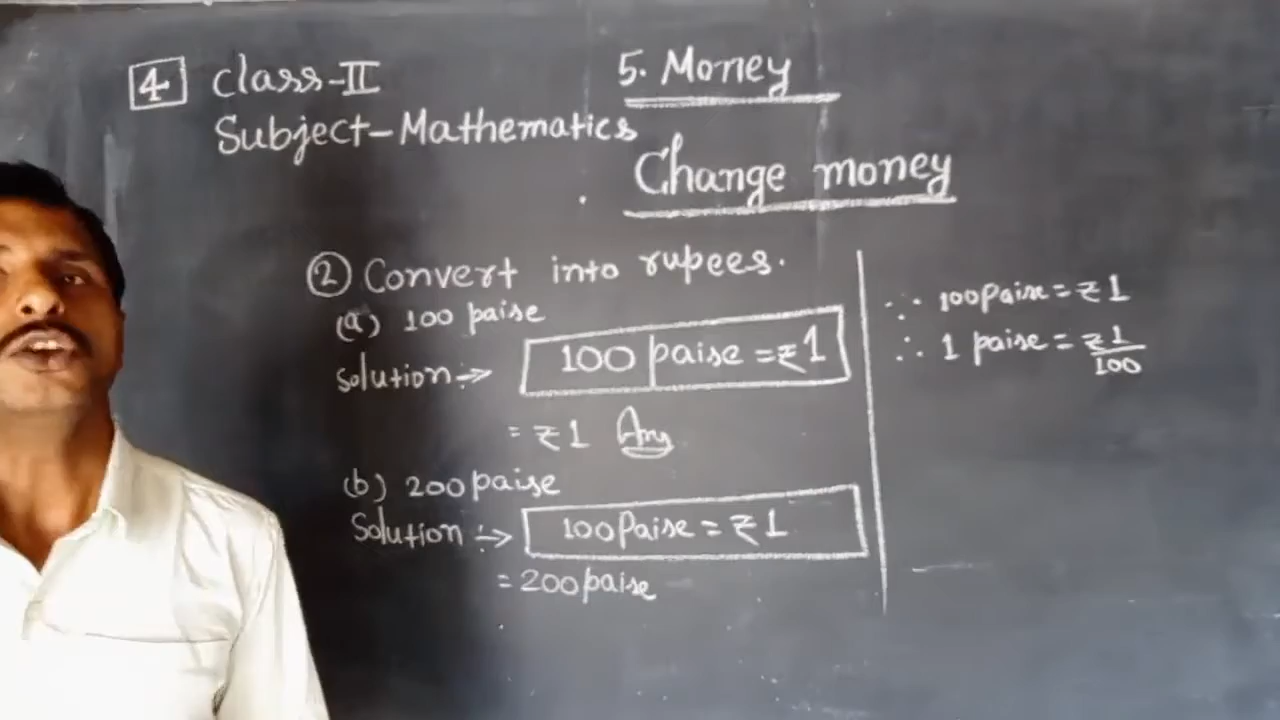 4. Class-II
Subject-Mathematics
5. Money
Change money
② Convert into rupees.
(a) 100 paise
Solution :->
100 paise = ₹1
= ₹1 Ans
(b) 200 paise
Solution :->
100 Paise = ₹1
= 200 paise
∵ 100 Paise = ₹1
∴ 1 paise = ₹1/100